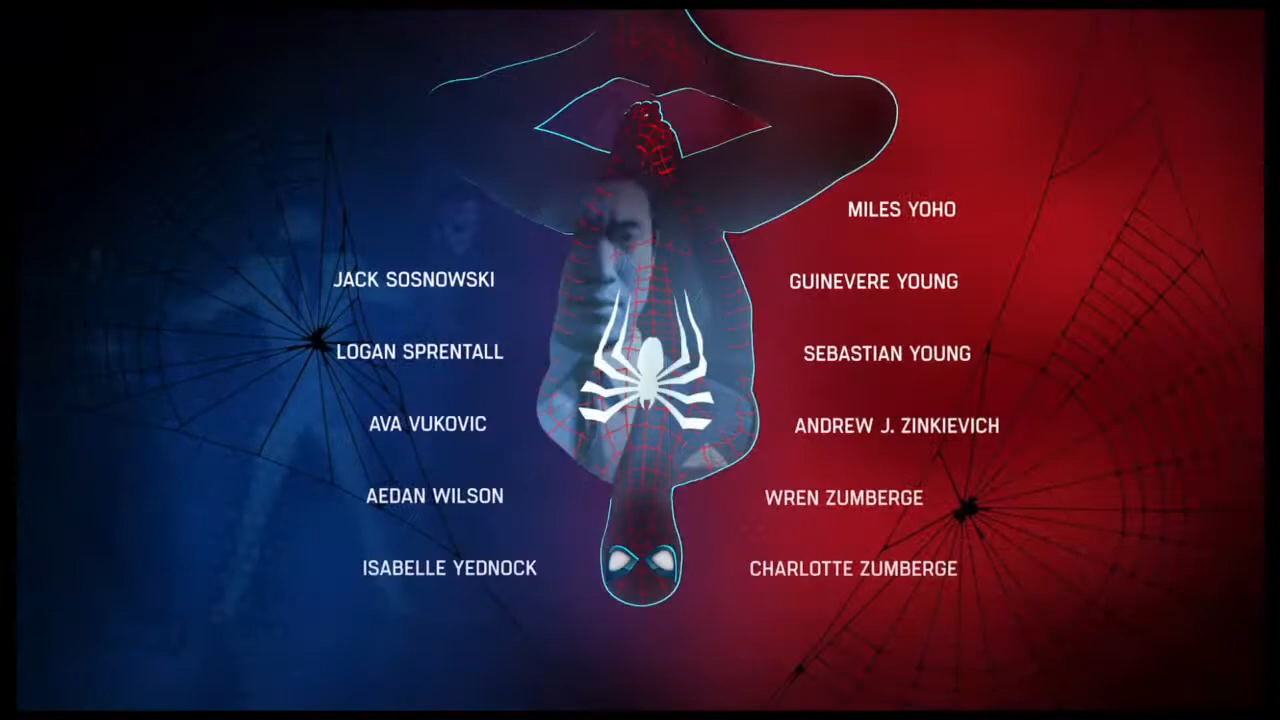 JACK SOSNOWSKI
LOGAN SPRENTALL
AVA VUKOVIC
AEDAN WILSON
ISABELLE YEDNOCK
MILES YOHO
GUINEVERE YOUNG
SEBASTIAN YOUNG
ANDREW J. ZINKIEVICH
WREN ZUMBERGE
CHARLOTTE ZUMBERGE